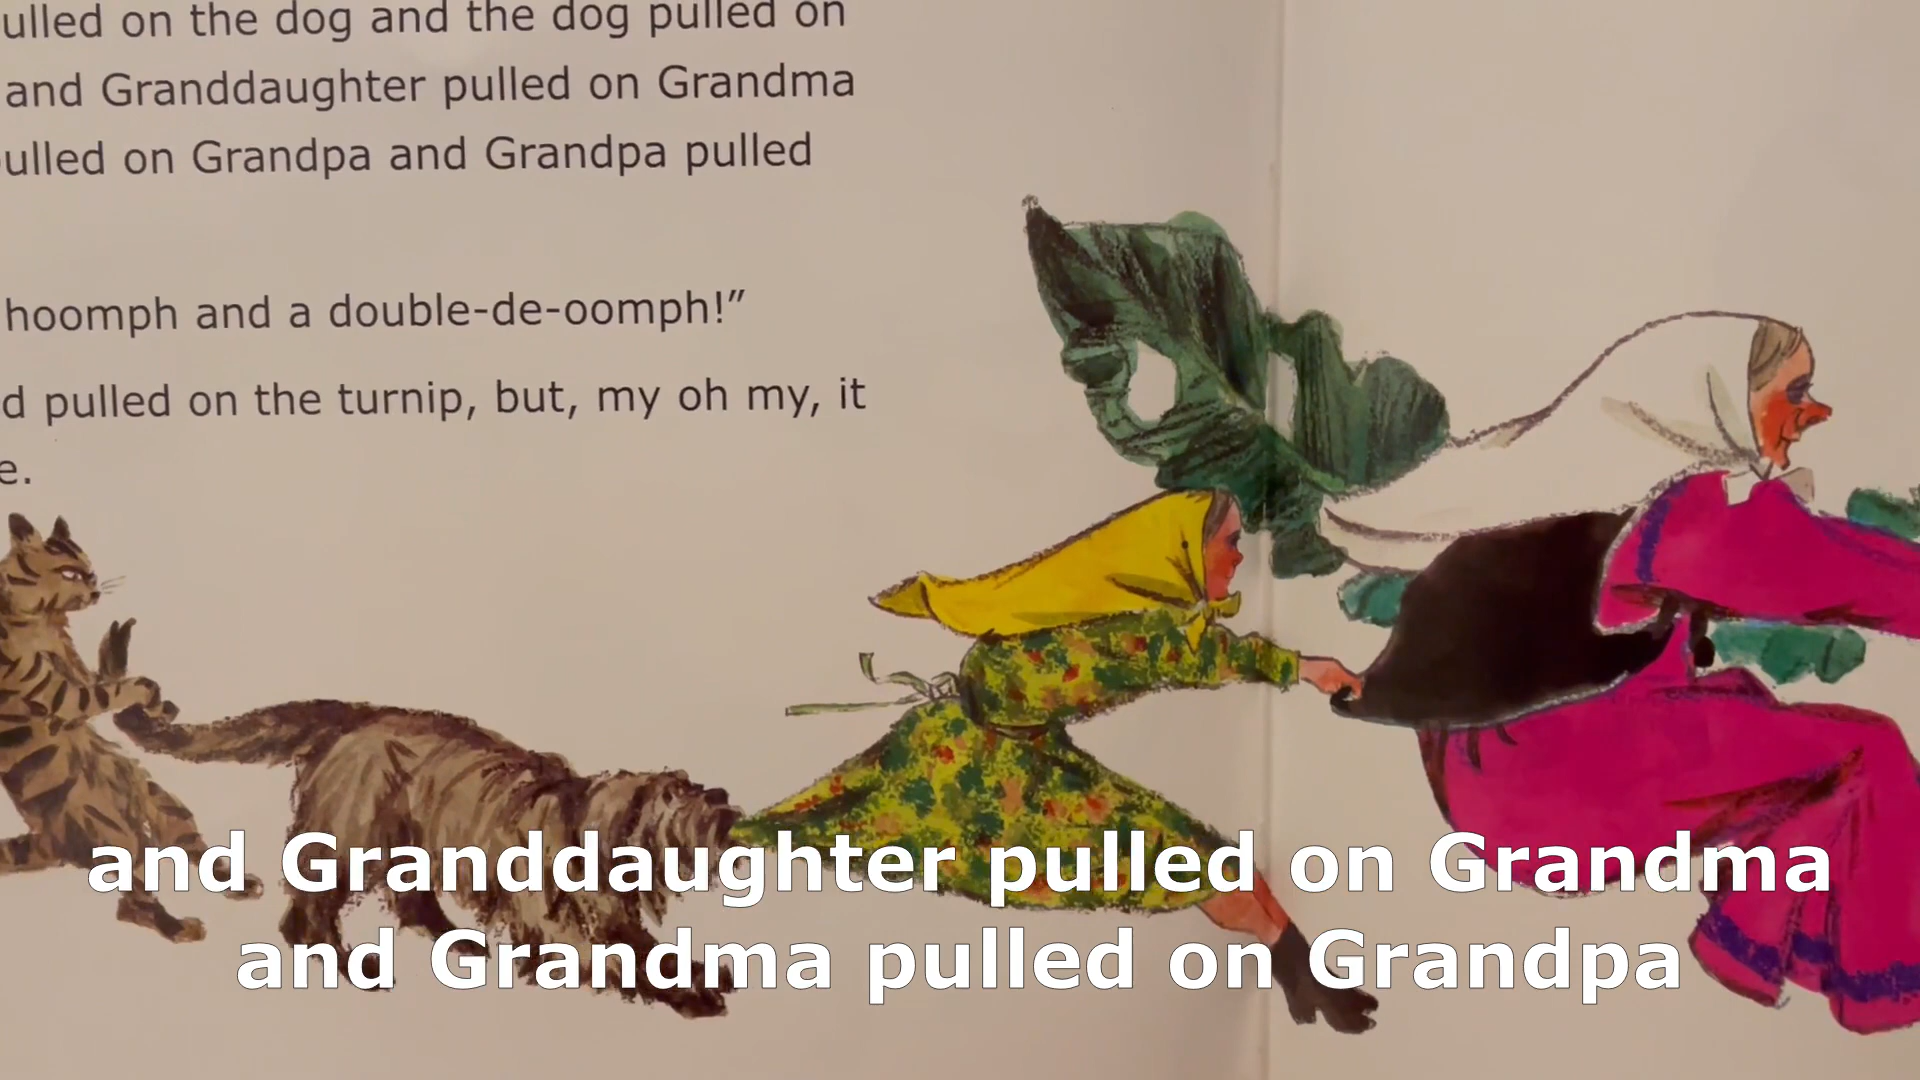 on the dog and the dog pulled on
and Granddaughter pulled on Grandma
on Grandpa and Grandpa pulled
hoomph and a double-de-oomph!”
pulled on the turnip, but, my oh my, it
and Granddaughter pulled on Grandma
and Grandma pulled on Grandpa